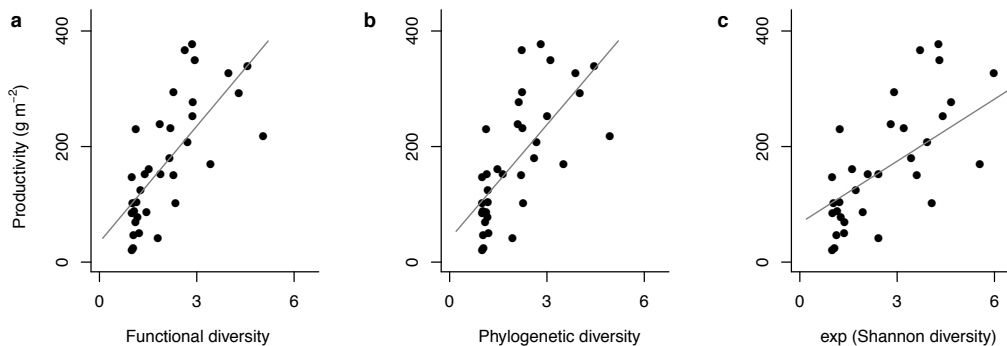 a
b
c
Productivity (g m⁻²)
400
200
0
400
200
0
400
200
0
0 3 6
0 3 6
0 3 6
Functional diversity
Phylogenetic diversity
exp (Shannon diversity)